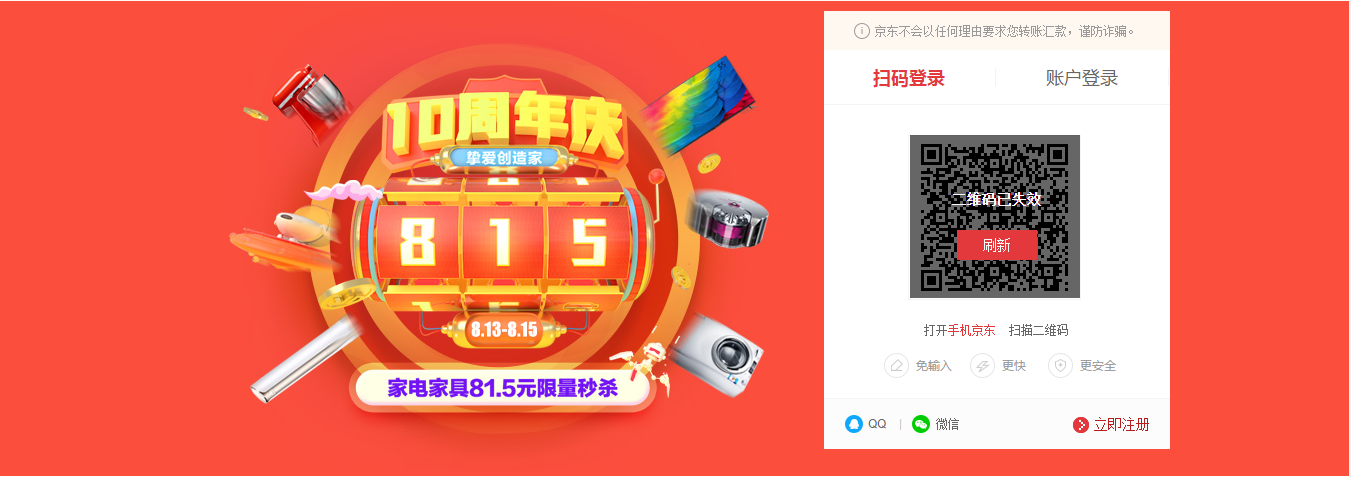 10周年庆
挚爱创造家
8 1 5
8.13-8.15
家电家具81.5元限量秒杀
京东不会以任何理由要求您转账汇款，谨防诈骗。
扫码登录
账户登录
二维码已失效
刷新
打开手机京东 扫描二维码
免输入 更快 更安全
QQ | 微信
立即注册